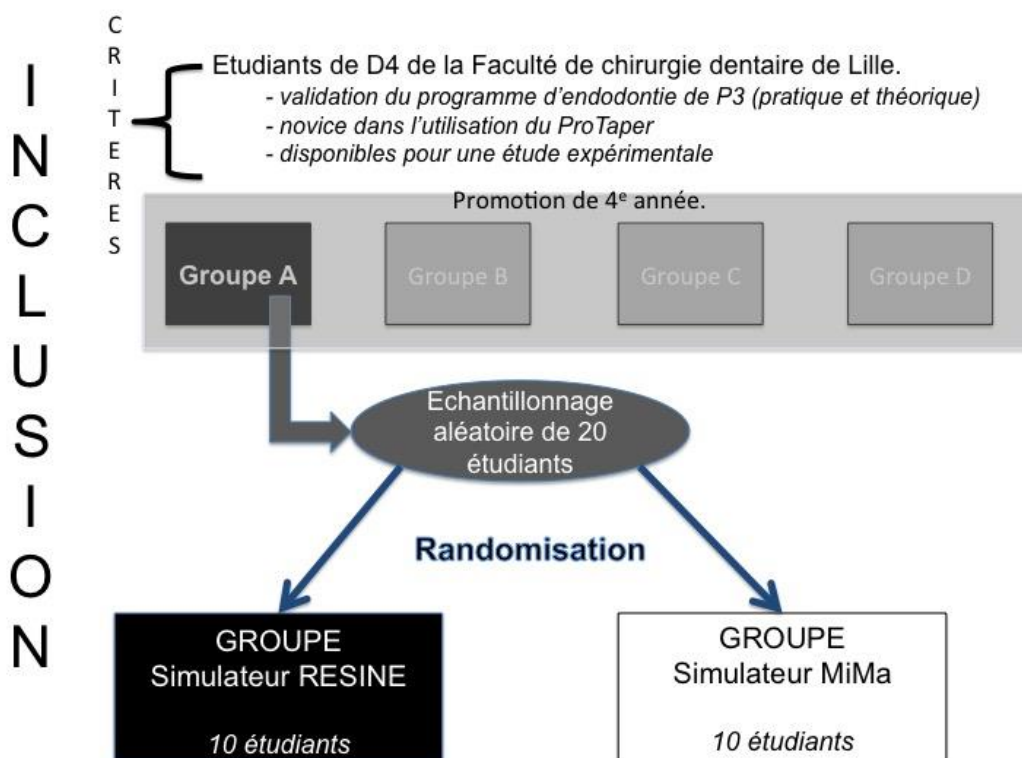 INCLUSION
CRITERES
Etudiants de D4 de la Faculté de chirurgie dentaire de Lille.
- validation du programme d'endodontie de P3 (pratique et théorique)
- novice dans l'utilisation du ProTaper
- disponibles pour une étude expérimentale
Promotion de 4e année.
Groupe A
Groupe B
Groupe C
Groupe D
Echantillonnage
aléatoire de 20
étudiants
Randomisation
GROUPE
Simulateur RESINE
10 étudiants
GROUPE
Simulateur MiMa
10 étudiants